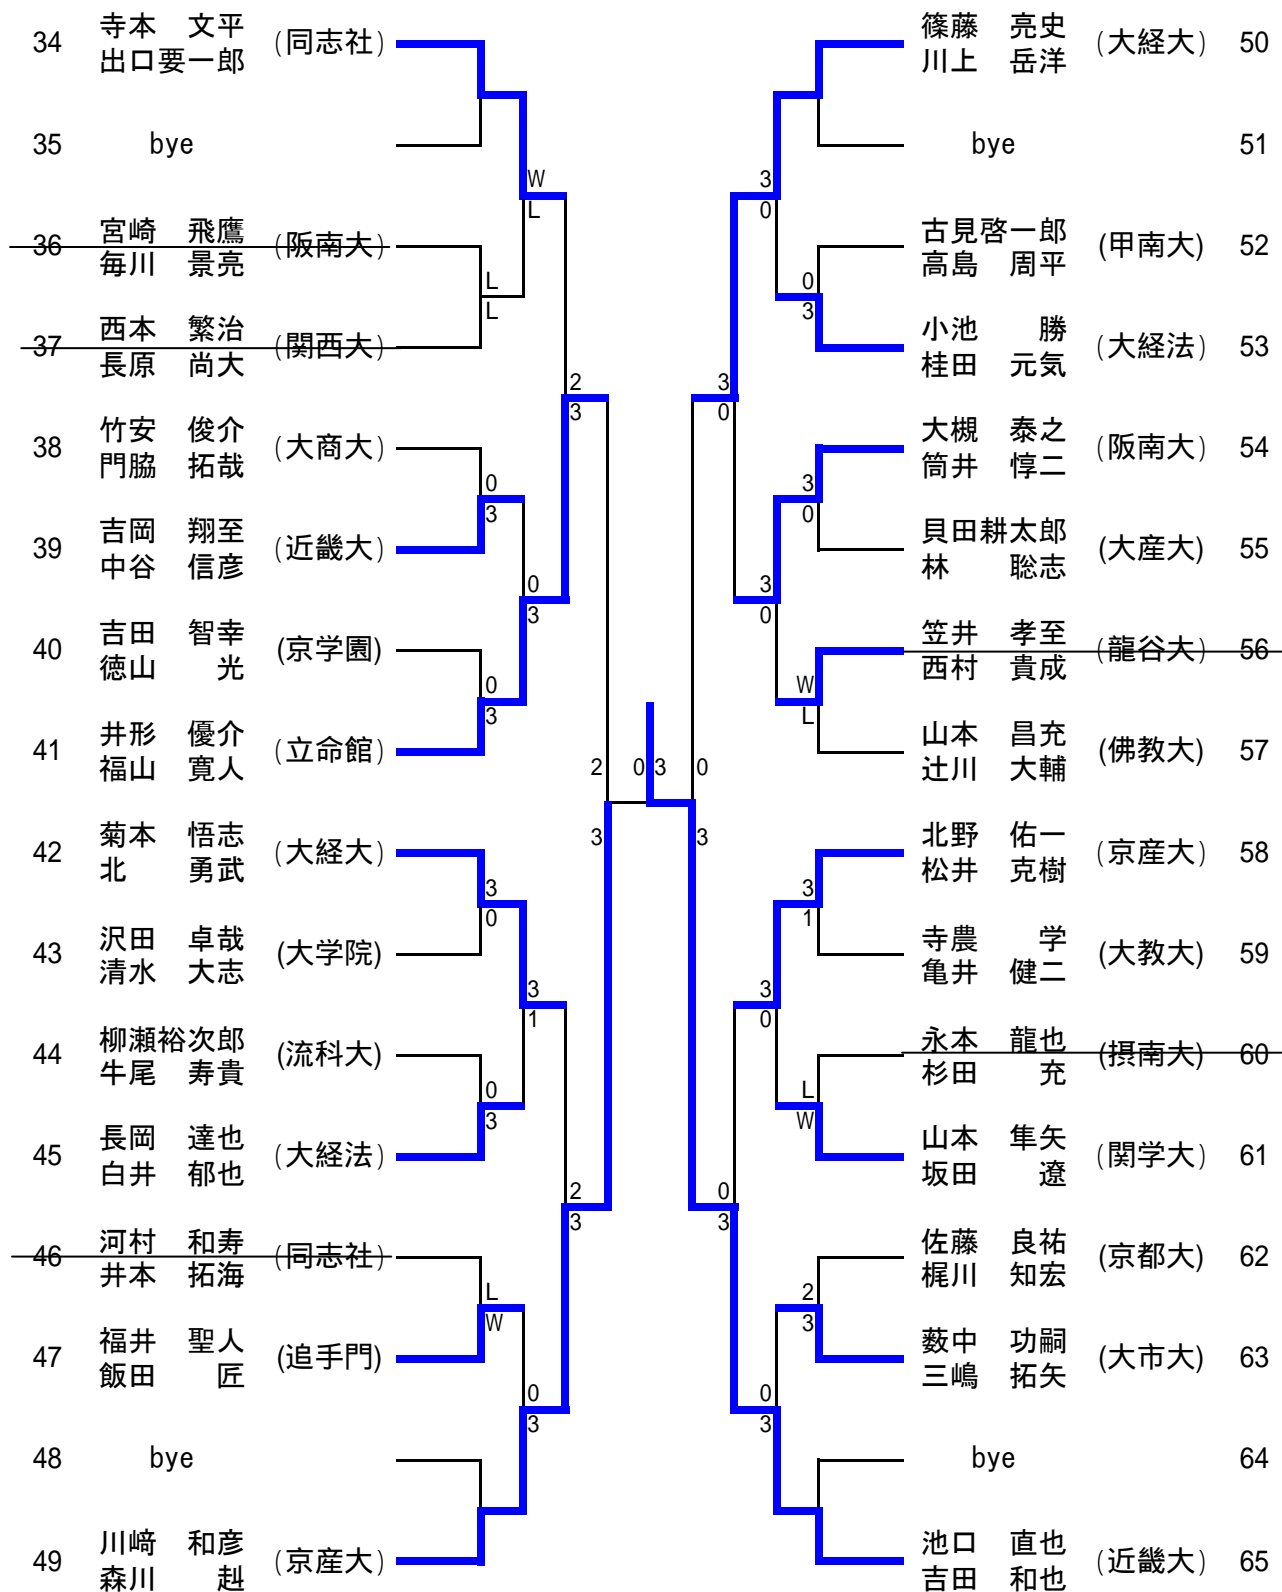 34 寺本　文平 (同志社)
出口要一郎
35 bye
W
L
36 宮崎　飛鷹 (阪南大)
毎川　景亮
L
L
37 西本　繁治 (関西大)
長原　尚大
2
3
38 竹安　俊介 (大商大)
門脇　拓哉
0
3
39 吉岡　翔至 (近畿大)
中谷　信彦
0
3
40 吉田　智幸 (京学園)
徳山　光
0
3
41 井形　優介 (立命館)
福山　寛人
2
3
42 菊本　悟志 (大経大)
北　勇武
3
0
43 沢田　卓哉 (大学院)
清水　大志
3
1
44 柳瀬裕次郎 (流科大)
牛尾　寿貴
0
3
45 長岡　達也 (大経法)
白井　郁也
2
3
46 河村　和寿 (同志社)
井本　拓海
L
W
47 福井　聖人 (追手門)
飯田　匠
0
3
48 bye
49 川﨑　和彦 (京産大)
森川　赳
0 3
篠藤　亮史 (大経大) 50
川上　岳洋
bye 51
3
0
古見啓一郎 (甲南大) 52
高島　周平
0
3
小池　勝 (大経法) 53
桂田　元気
3
0
大槻　泰之 (阪南大) 54
筒井　惇二
3
0
貝田耕太郎 (大産大) 55
林　聡志
3
0
笠井　孝至 (龍谷大) 56
西村　貴成
W
L
山本　昌充 (佛教大) 57
辻川　大輔
0
3
北野　佑一 (京産大) 58
松井　克樹
3
1
寺農　学 (大教大) 59
亀井　健二
3
0
永本　龍也 (摂南大) 60
杉田　充
L
W
山本　隼矢 (関学大) 61
坂田　遼
0
3
佐藤　良祐 (京都大) 62
梶川　知宏
2
3
薮中　功嗣 (大市大) 63
三嶋　拓矢
0
3
bye 64
池口　直也 (近畿大) 65
吉田　和也